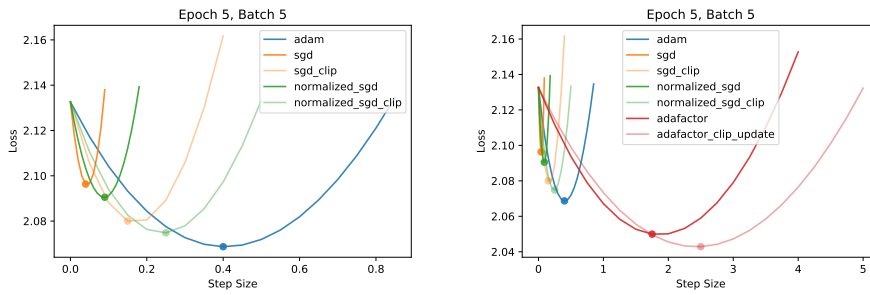 Epoch 5, Batch 5
2.16
2.14
2.12
2.10
2.08
Loss
0.0 0.2 0.4 0.6 0.8
Step Size
adam
sgd
sgd_clip
normalized_sgd
normalized_sgd_clip
Epoch 5, Batch 5
2.16
2.14
2.12
2.10
2.08
2.06
2.04
Loss
0 1 2 3 4 5
Step Size
adam
sgd
sgd_clip
normalized_sgd
normalized_sgd_clip
adafactor
adafactor_clip_update